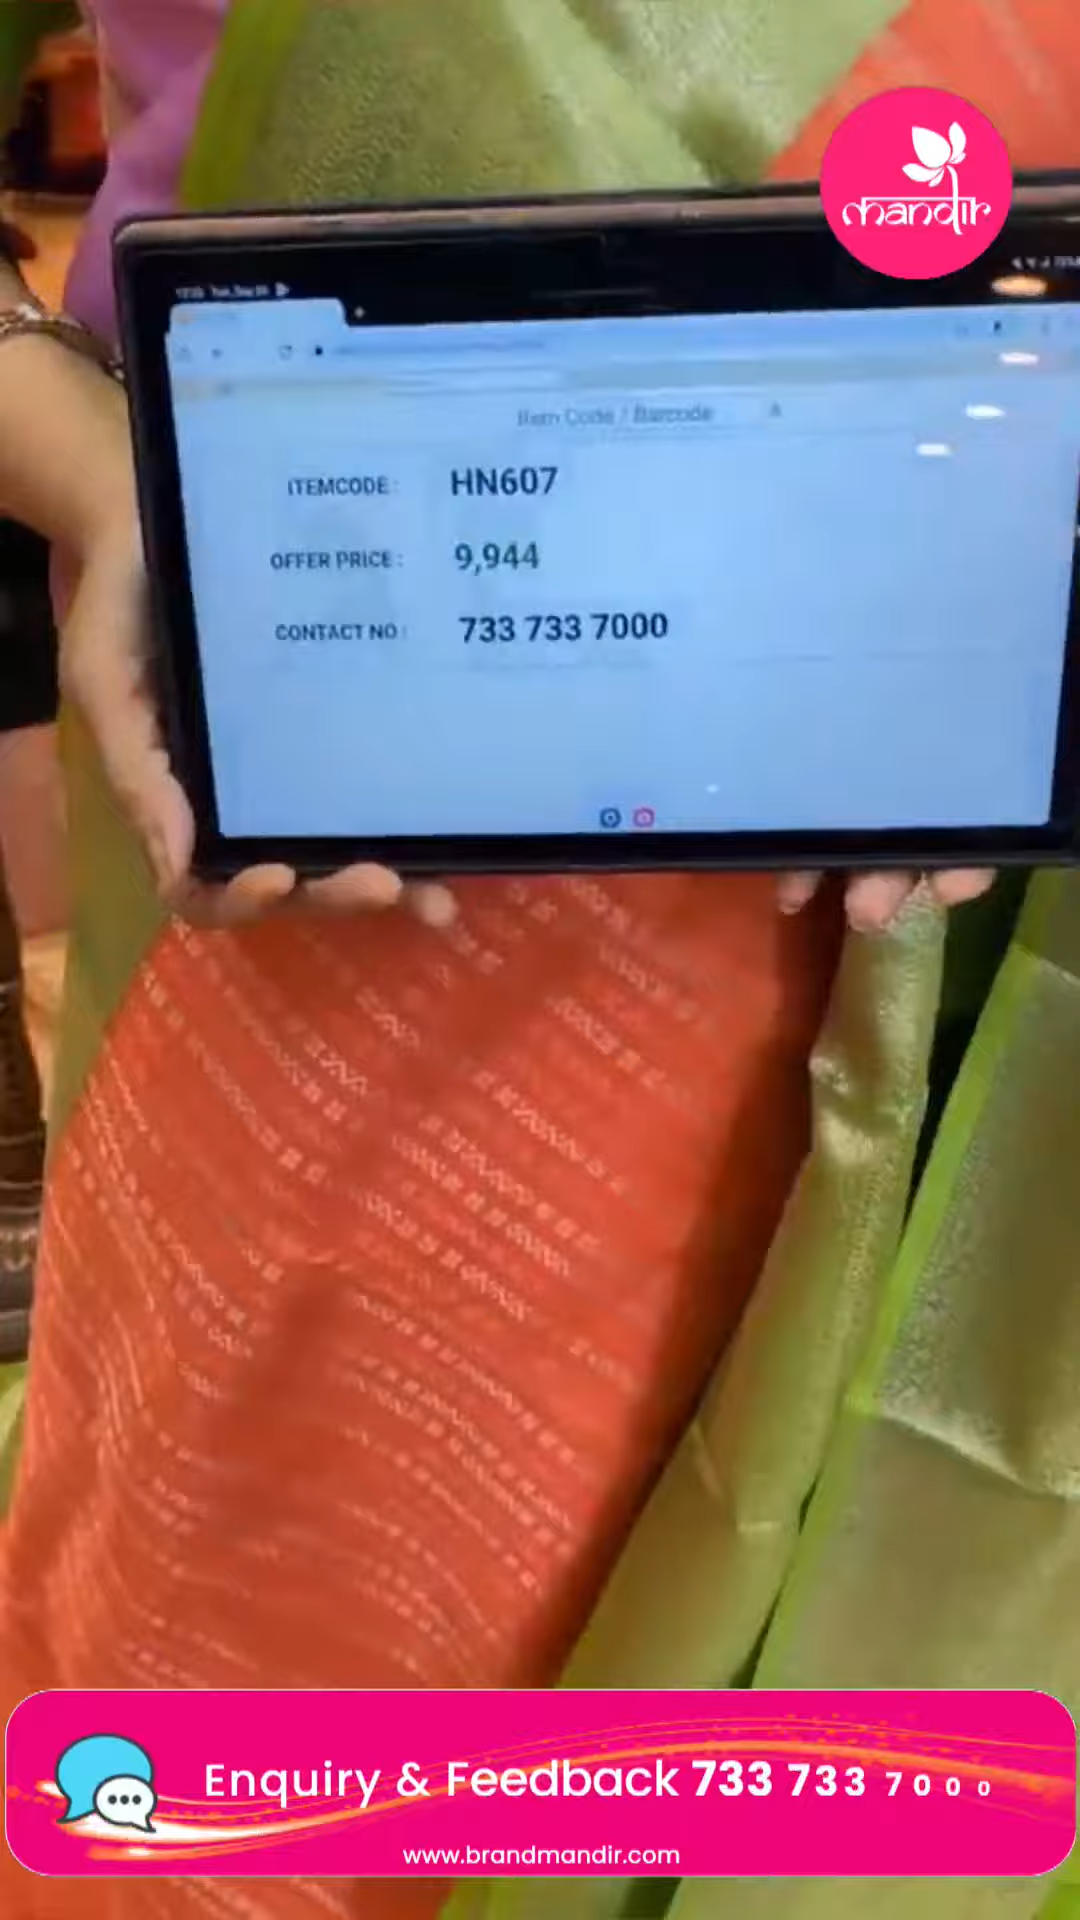 mandir
Item Code / Barcode
ITEMCODE : HN607
OFFER PRICE : 9,944
CONTACT NO : 733 733 7000
Enquiry & Feedback 733 733 7000
www.brandmandir.com